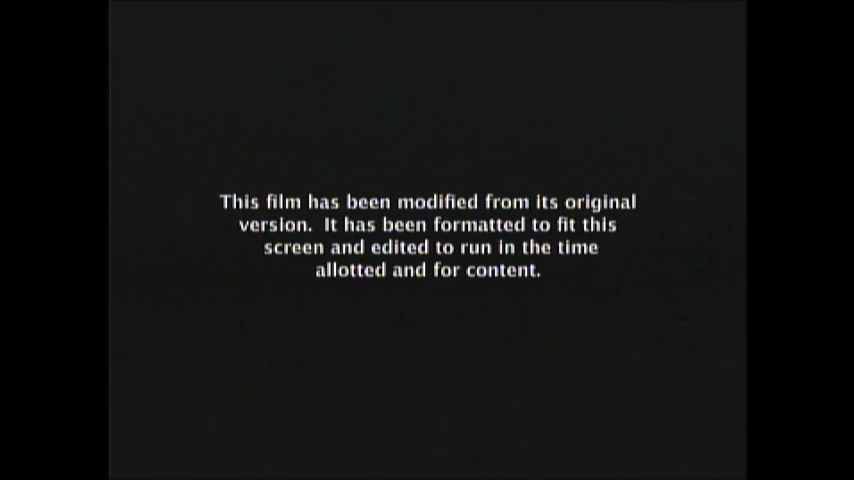 This film has been modified from its original
version.  It has been formatted to fit this
screen and edited to run in the time
allotted and for content.